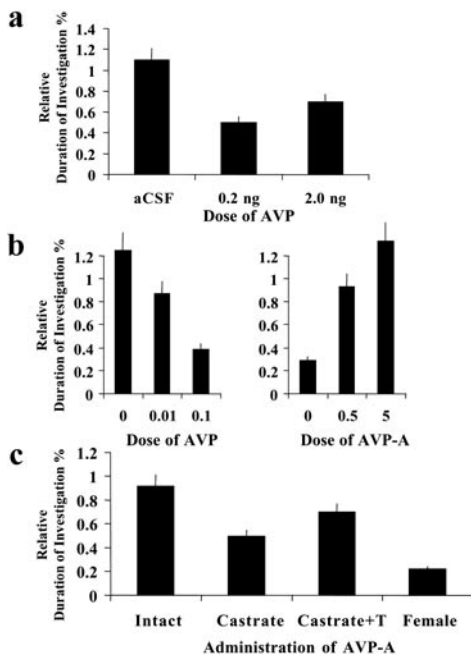 a
Relative
Duration of Investigation %
1.4
1.2
1
0.8
0.6
0.4
0.2
0
aCSF 0.2 ng 2.0 ng
Dose of AVP
b
Relative
Duration of Investigation %
1.2
1
0.8
0.6
0.4
0.2
0
0 0.01 0.1
Dose of AVP
1.2
1
0.8
0.6
0.4
0.2
0
0 0.5 5
Dose of AVP-A
c
Relative
Duration of Investigation %
1.2
1
0.8
0.6
0.4
0.2
0
Intact Castrate Castrate+T Female
Administration of AVP-A